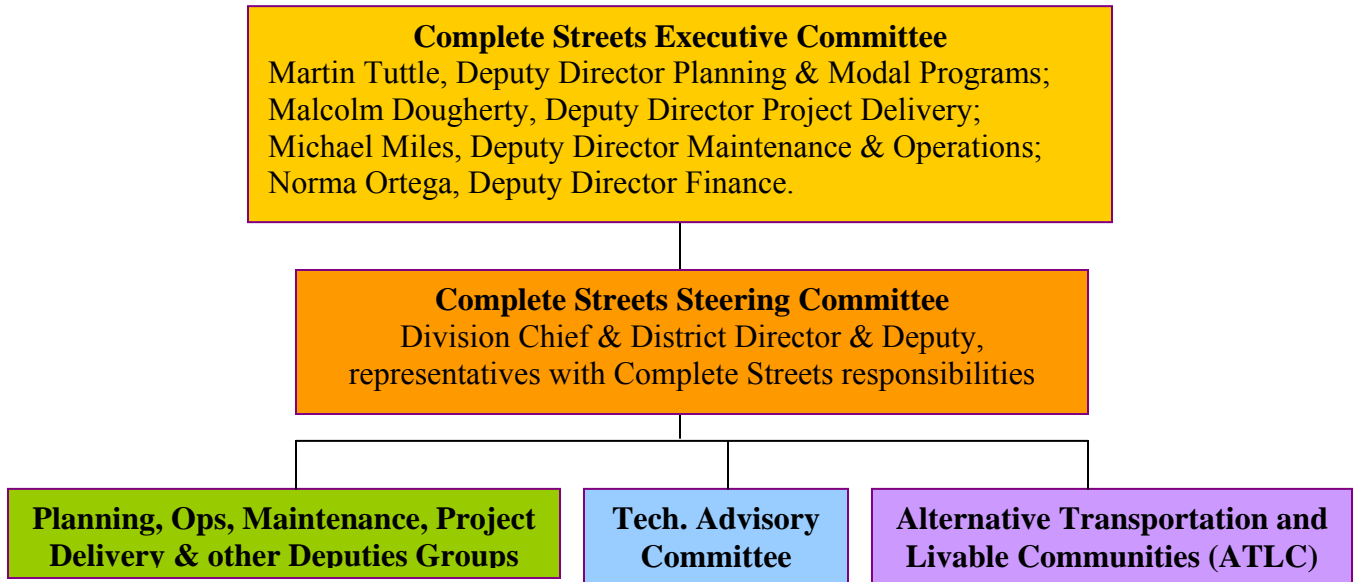 Complete Streets Executive Committee
Martin Tuttle, Deputy Director Planning & Modal Programs;
Malcolm Dougherty, Deputy Director Project Delivery;
Michael Miles, Deputy Director Maintenance & Operations;
Norma Ortega, Deputy Director Finance.
Complete Streets Steering Committee
Division Chief & District Director & Deputy,
representatives with Complete Streets responsibilities
Planning, Ops, Maintenance, Project
Delivery & other Deputies Groups
Tech. Advisory
Committee
Alternative Transportation and
Livable Communities (ATLC)